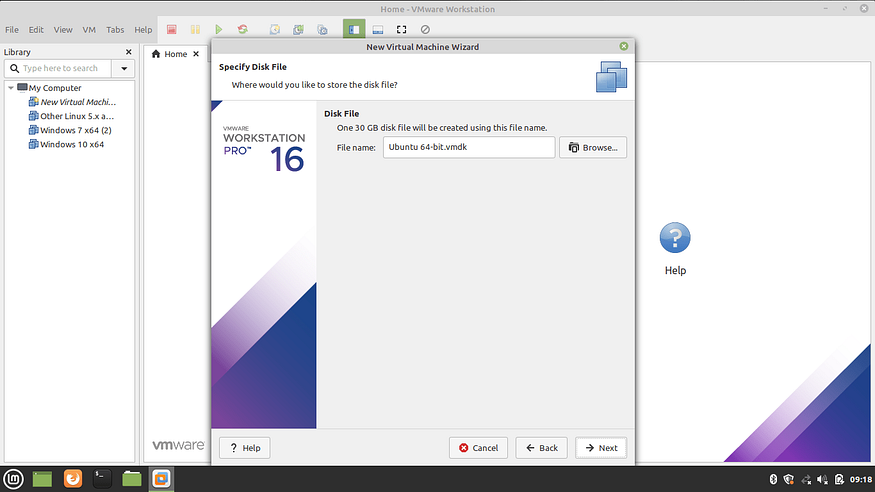 Home - VMware Workstation
File Edit View VM Tabs Help
Library
Type here to search
My Computer
New Virtual Machi...
Other Linux 5.x a...
Windows 7 x64 (2)
Windows 10 x64
Home
New Virtual Machine Wizard
Specify Disk File
Where would you like to store the disk file?
VMWARE
WORKSTATION
PRO™ 16
Disk File
One 30 GB disk file will be created using this file name.
File name: Ubuntu 64-bit.vmdk Browse...
? Help
Help Cancel Back Next
vmware
09:18